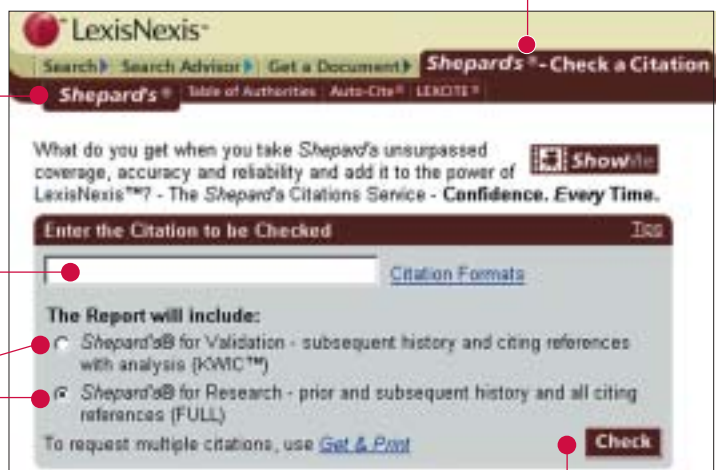 LexisNexis™
Search Search Advisor Get a Document Shepard's® - Check a Citation
Shepard's® Table of Authorities Auto-Cite® LEXCITE®
What do you get when you take Shepard's unsurpassed
coverage, accuracy and reliability and add it to the power of
LexisNexis™? - The Shepard's Citations Service - Confidence. Every Time.
ShowMe
Enter the Citation to be Checked Tips
Citation Formats
The Report will include:
Shepard's® for Validation - subsequent history and citing references
with analysis (KWIC™)
Shepard's® for Research - prior and subsequent history and all citing
references (FULL)
To request multiple citations, use Get & Print
Check